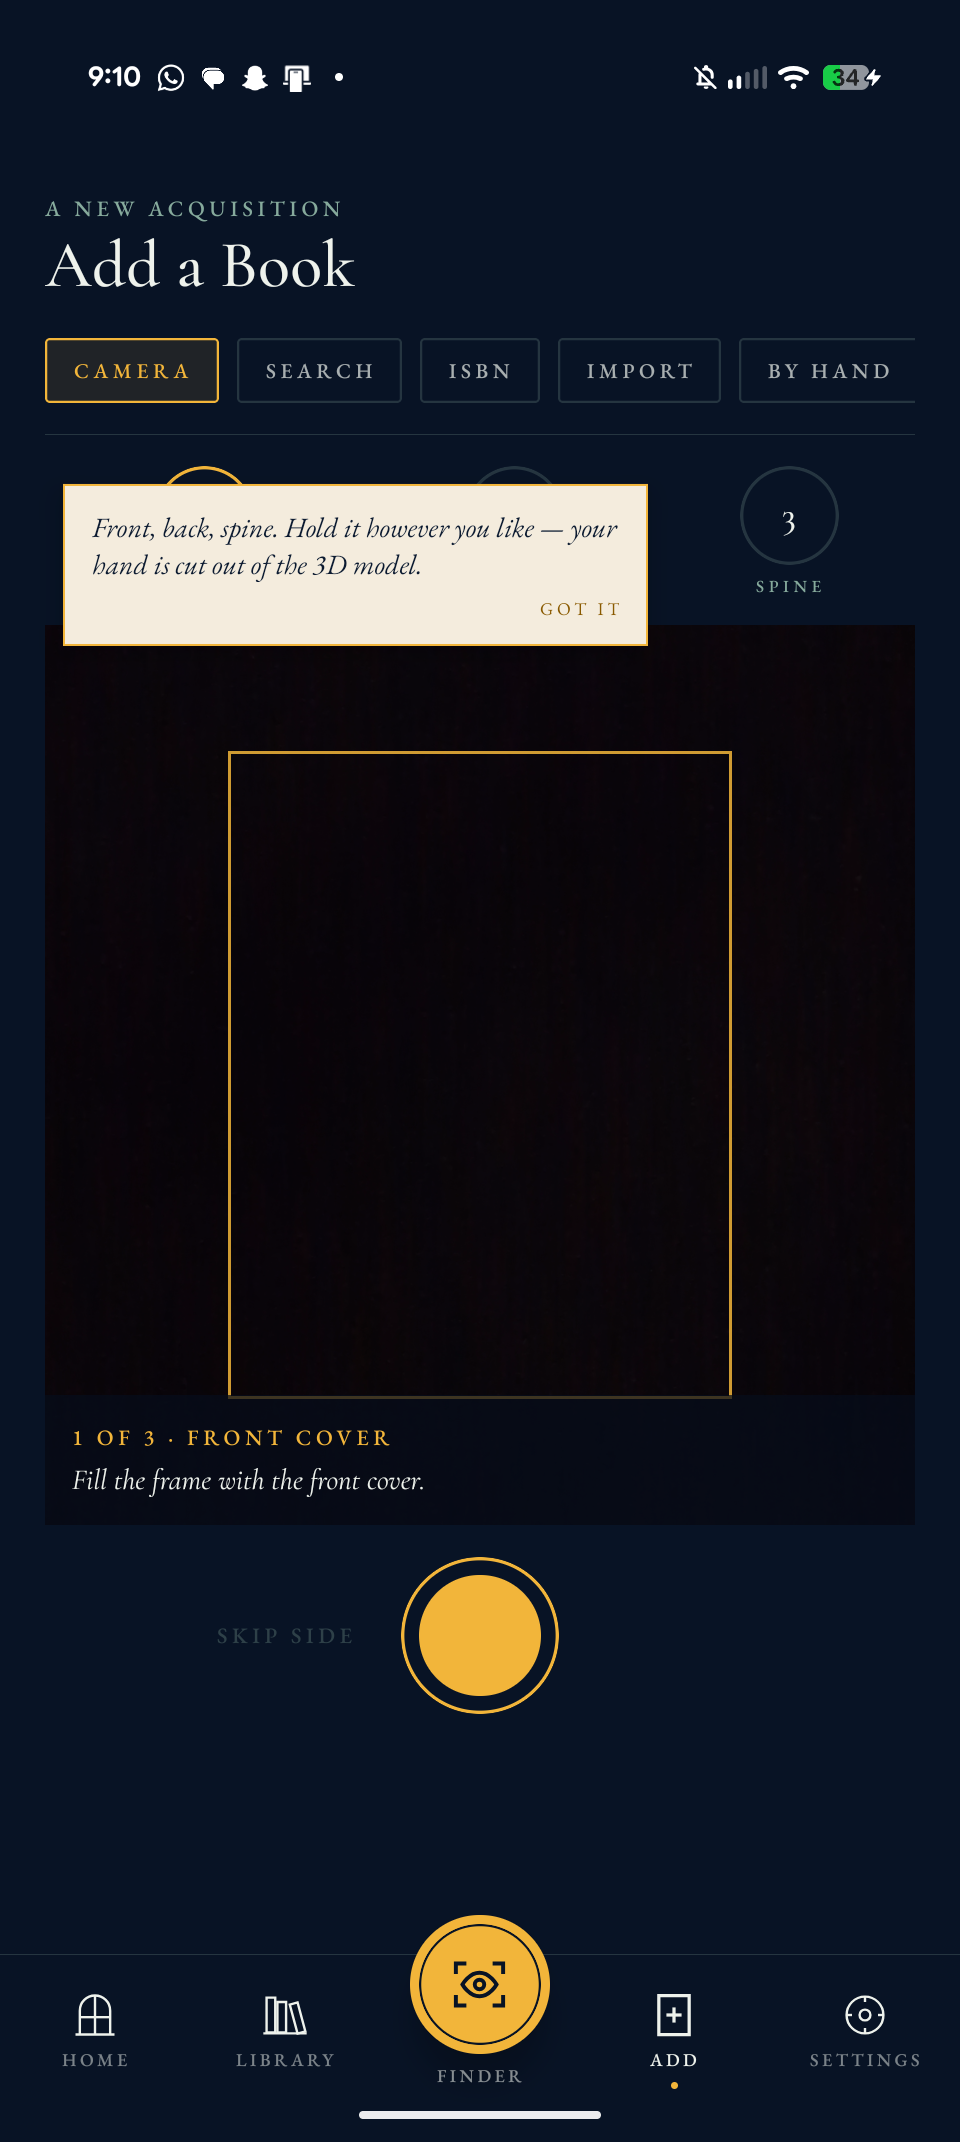 9:10
34
A NEW ACQUISITION
Add a Book
CAMERA SEARCH ISBN IMPORT BY HAND
Front, back, spine. Hold it however you like — your
hand is cut out of the 3D model.
GOT IT
3
SPINE
1 OF 3 · FRONT COVER
Fill the frame with the front cover.
SKIP SIDE
HOME LIBRARY FINDER ADD SETTINGS